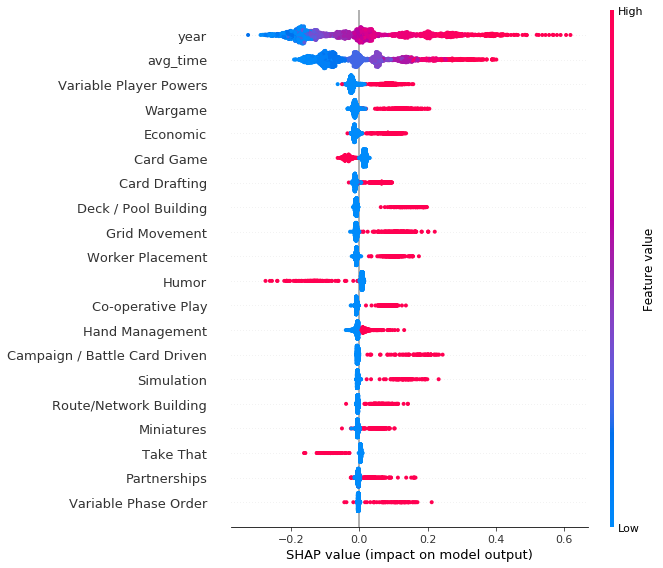 High
year
avg_time
Variable Player Powers
Wargame
Economic
Card Game
Card Drafting
Deck / Pool Building
Grid Movement
Worker Placement
Humor
Co-operative Play
Hand Management
Campaign / Battle Card Driven
Simulation
Route/Network Building
Miniatures
Take That
Partnerships
Variable Phase Order
Feature value
Low
−0.2 0.0 0.2 0.4 0.6
SHAP value (impact on model output)